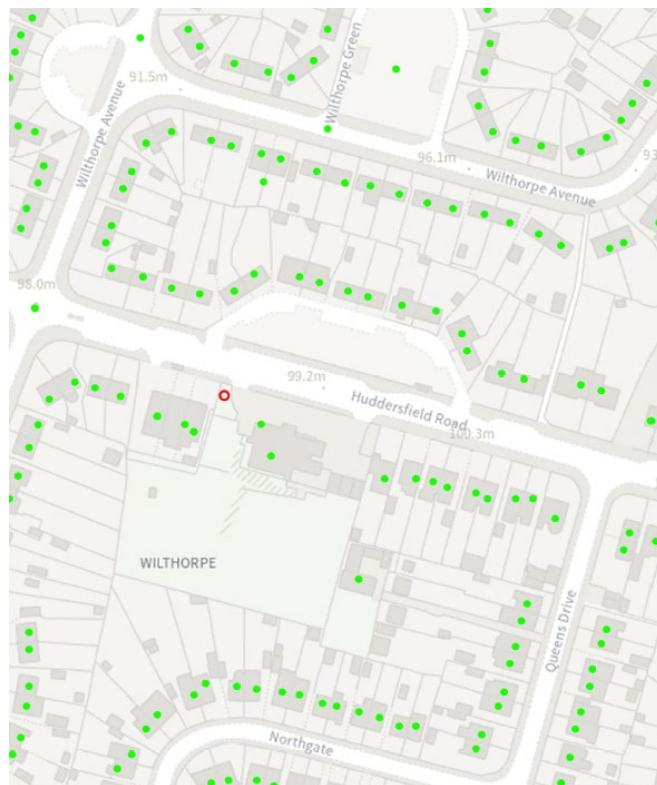 Wilthorpe Green
91.5m
Wilthorpe Avenue
96.1m
Wilthorpe Avenue
93
98.0m
99.2m
Huddersfield Road
100.3m
WILTHORPE
Queens Drive
Northgate